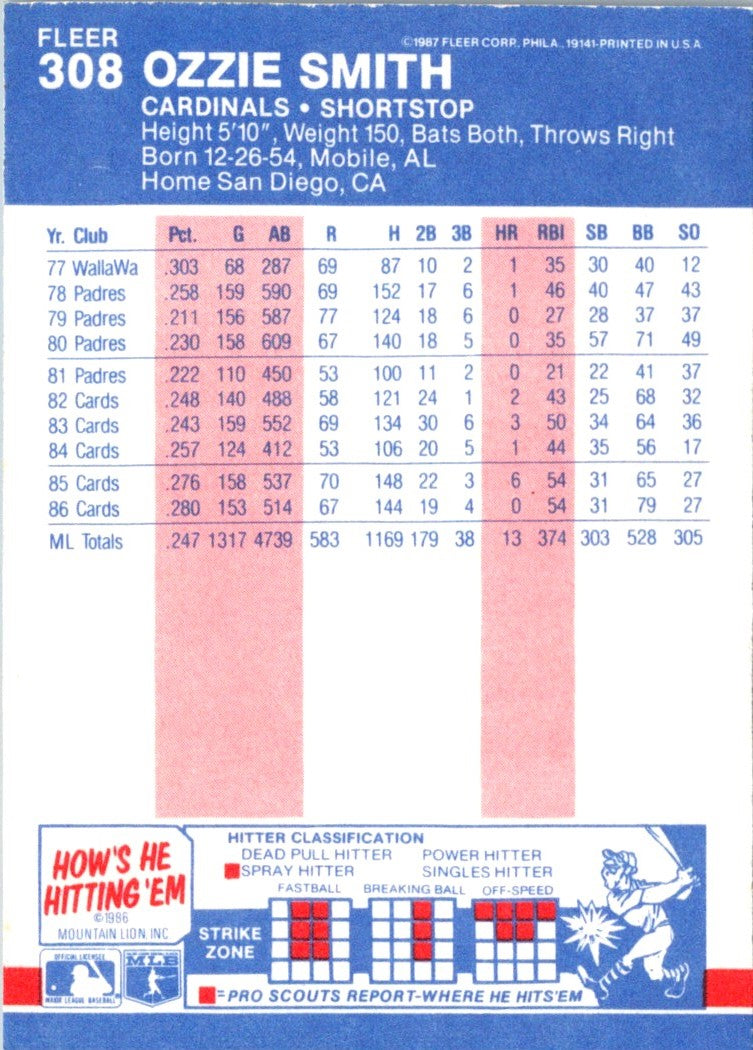 FLEER
©1987 FLEER CORP. PHILA., 19141-PRINTED IN U.S.A.
308 OZZIE SMITH
CARDINALS • SHORTSTOP
Height 5'10", Weight 150, Bats Both, Throws Right
Born 12-26-54, Mobile, AL
Home San Diego, CA
Yr. Club Pct. G AB R H 2B 3B HR RBI SB BB SO
77 WallaWa .303 68 287 69 87 10 2 1 35 30 40 12
78 Padres .258 159 590 69 152 17 6 1 46 40 47 43
79 Padres .211 156 587 77 124 18 6 0 27 28 37 37
80 Padres .230 158 609 67 140 18 5 0 35 57 71 49
81 Padres .222 110 450 53 100 11 2 0 21 22 41 37
82 Cards .248 140 488 58 121 24 1 2 43 25 68 32
83 Cards .243 159 552 69 134 30 6 3 50 34 64 36
84 Cards .257 124 412 53 106 20 5 1 44 35 56 17
85 Cards .276 158 537 70 148 22 3 6 54 31 65 27
86 Cards .280 153 514 67 144 19 4 0 54 31 79 27
ML Totals .247 1317 4739 583 1169 179 38 13 374 303 528 305
HOW'S HE
HITTING 'EM
©1986
MOUNTAIN LION, INC.
OFFICIAL LICENSEE
MAJOR LEAGUE BASEBALL
MLB
HITTER CLASSIFICATION
DEAD PULL HITTER POWER HITTER
SPRAY HITTER SINGLES HITTER
FASTBALL BREAKING BALL OFF-SPEED
STRIKE
ZONE
=PRO SCOUTS REPORT-WHERE HE HITS'EM